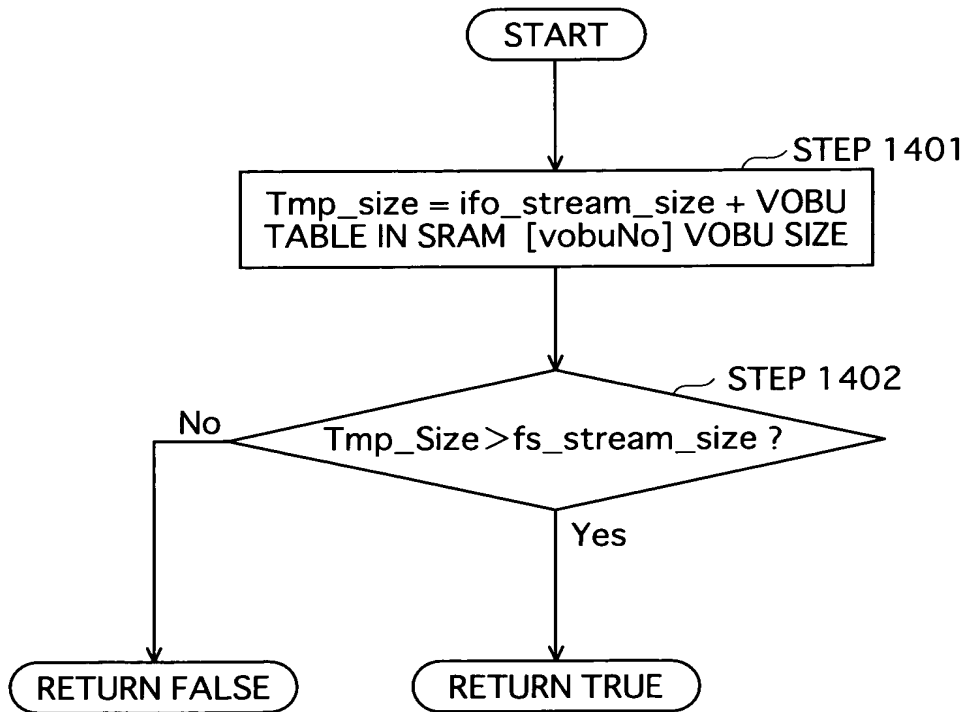 START
STEP 1401
Tmp_size = ifo_stream_size + VOBU
TABLE IN SRAM [vobuNo] VOBU SIZE
STEP 1402
No
Tmp_Size>fs_stream_size ?
Yes
RETURN FALSE
RETURN TRUE